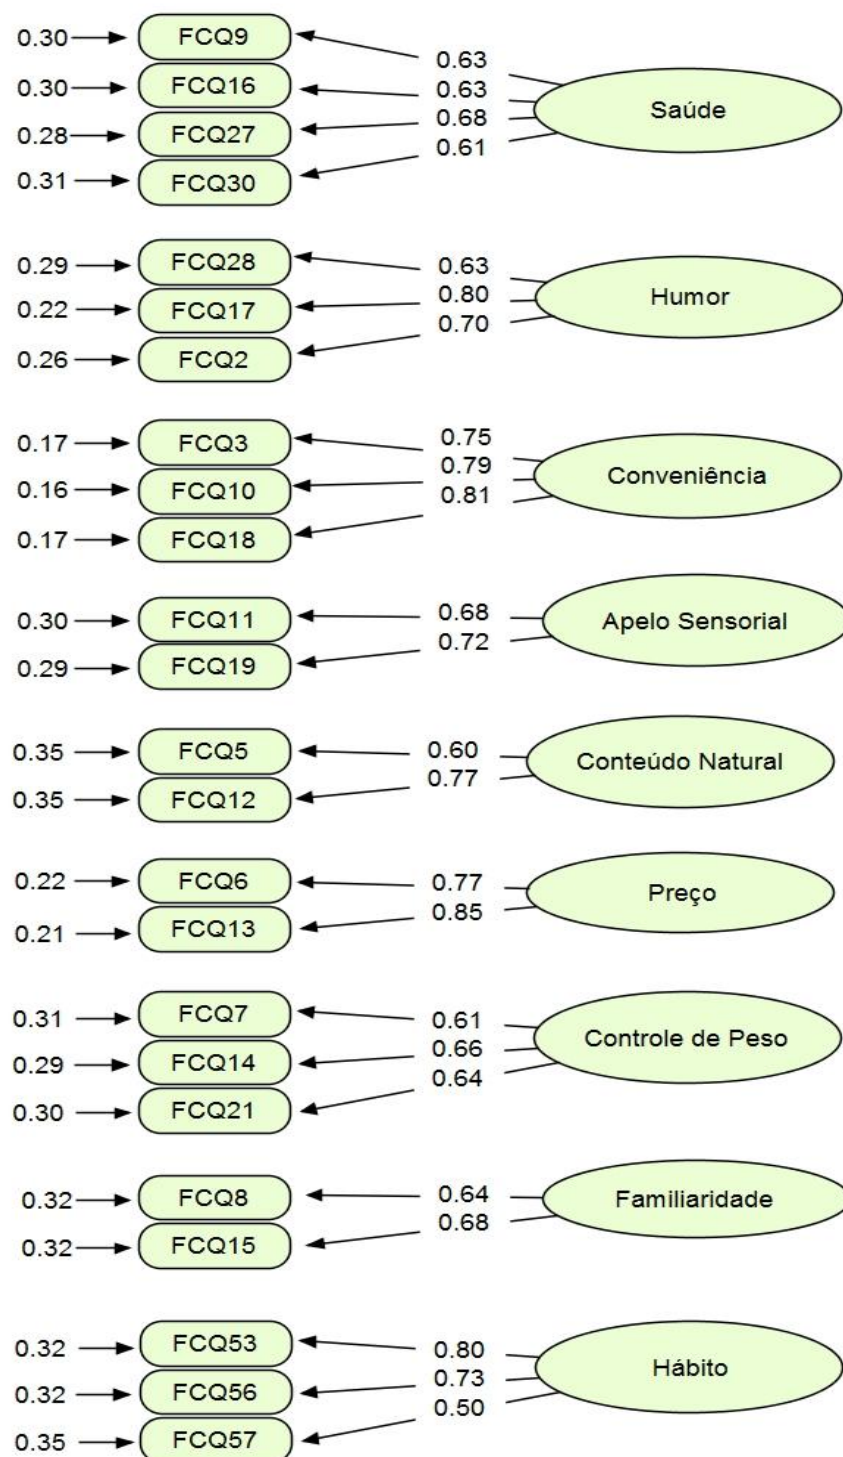 0.30 FCQ9 0.63
0.30 FCQ16 0.63 Saúde
0.28 FCQ27 0.68
0.31 FCQ30 0.61
0.29 FCQ28 0.63
0.22 FCQ17 0.80 Humor
0.26 FCQ2 0.70
0.17 FCQ3 0.75
0.16 FCQ10 0.79 Conveniência
0.17 FCQ18 0.81
0.30 FCQ11 0.68 Apelo Sensorial
0.29 FCQ19 0.72
0.35 FCQ5 0.60 Conteúdo Natural
0.35 FCQ12 0.77
0.22 FCQ6 0.77 Preço
0.21 FCQ13 0.85
0.31 FCQ7 0.61
0.29 FCQ14 0.66 Controle de Peso
0.30 FCQ21 0.64
0.32 FCQ8 0.64 Familiaridade
0.32 FCQ15 0.68
0.32 FCQ53 0.80
0.32 FCQ56 0.73 Hábito
0.35 FCQ57 0.50